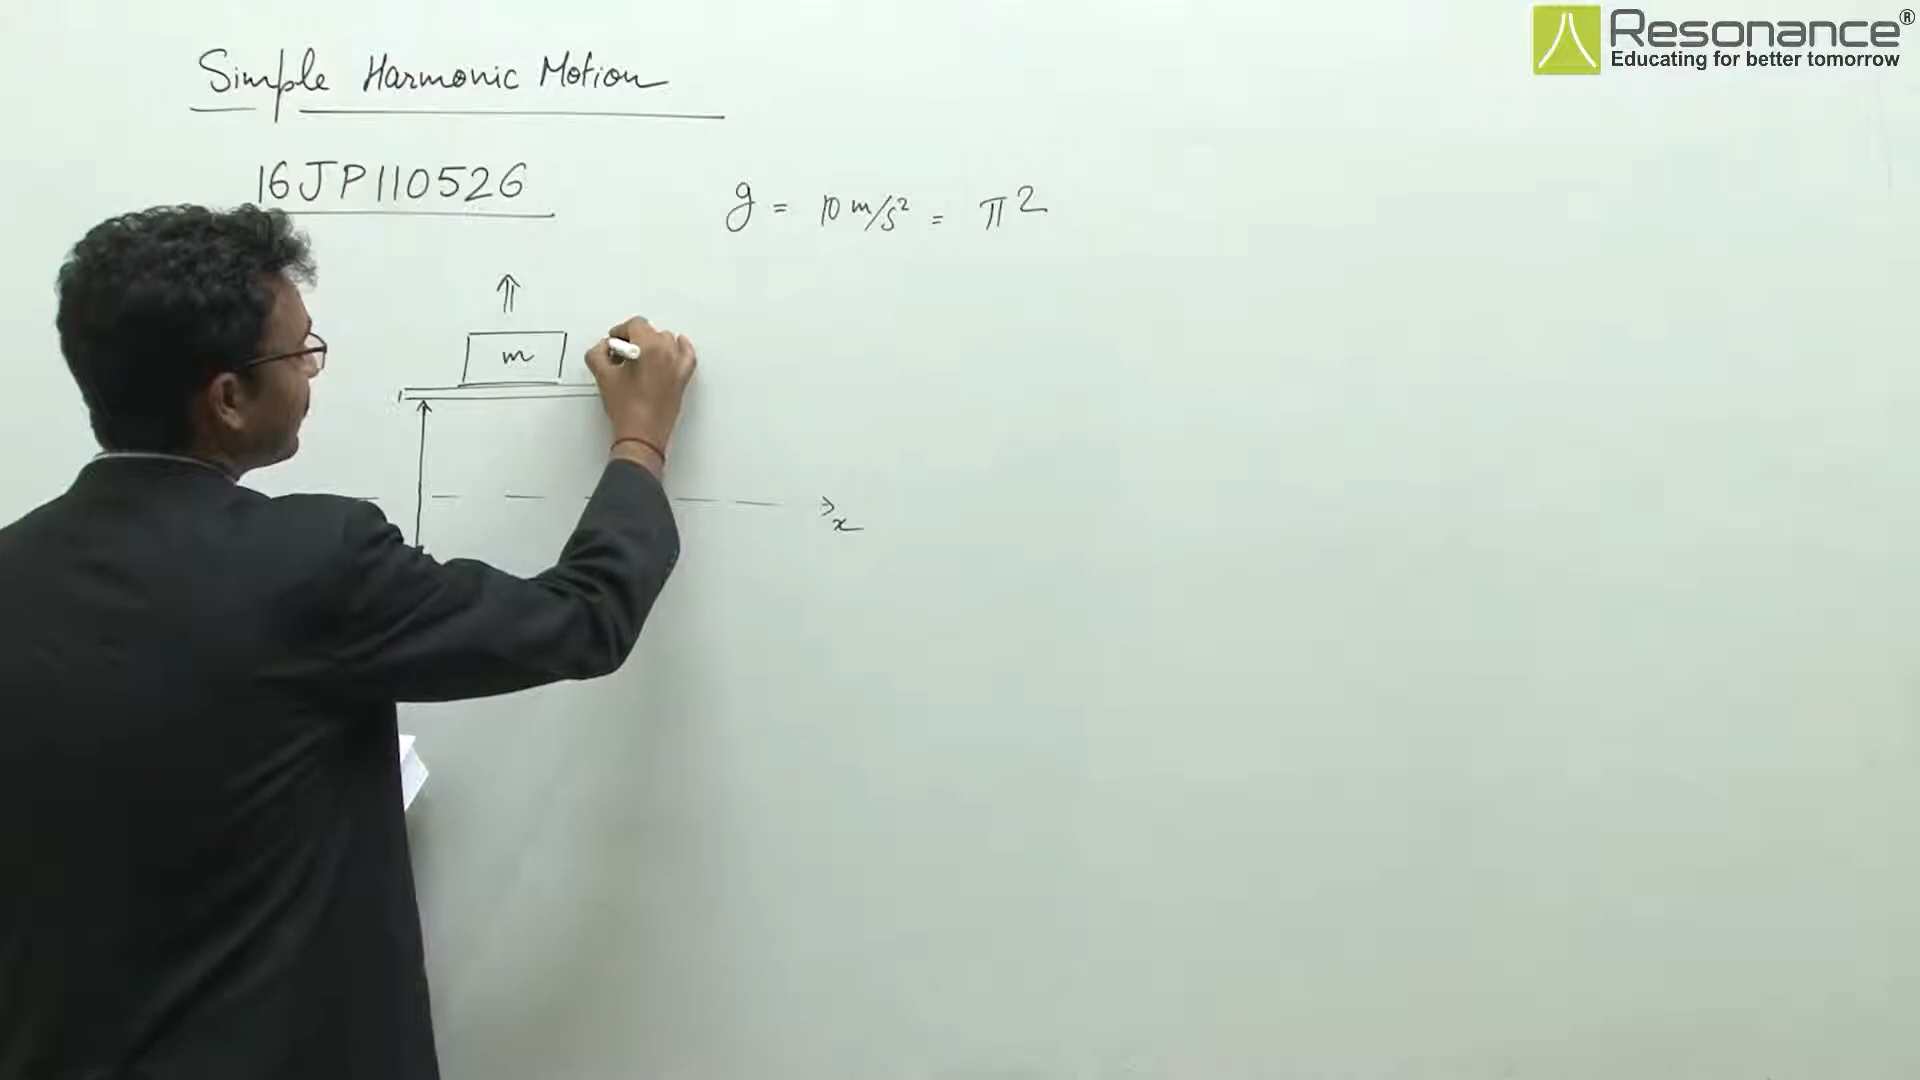 Resonance®
Educating for better tomorrow
Simple Harmonic Motion
16JP110526
g = 10 m/s² = π²
m
x